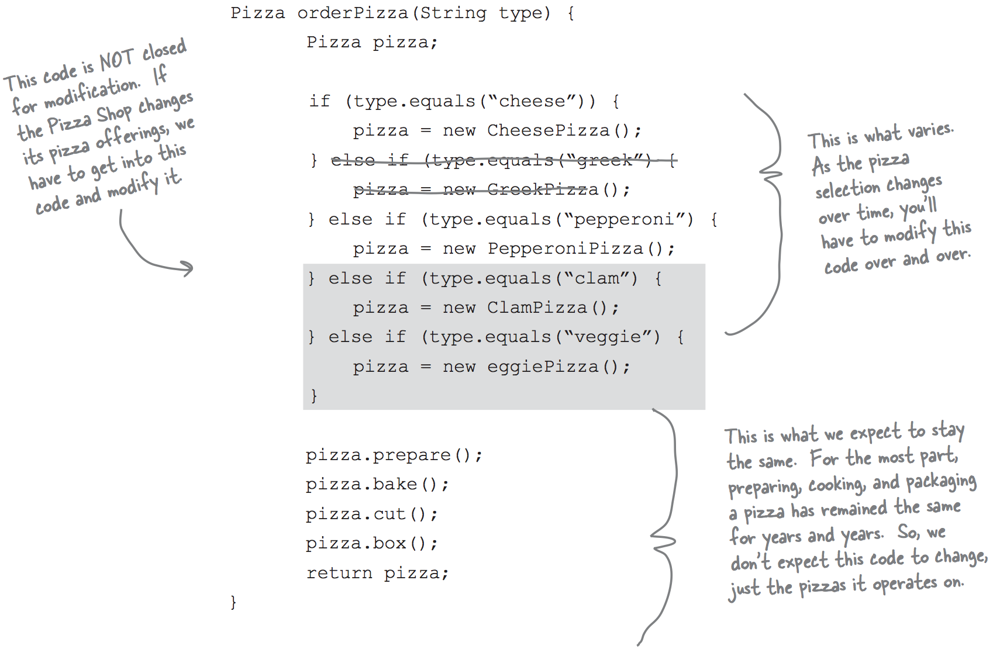 Pizza orderPizza(String type) {
Pizza pizza;
This code is NOT closed
for modification. If
the Pizza Shop changes
its pizza offerings, we
have to get into this
code and modify it.
if (type.equals(“cheese”)) {
pizza = new CheesePizza();
} else if (type.equals(“greek”) {
pizza = new GreekPizza();
} else if (type.equals(“pepperoni”) {
pizza = new PepperoniPizza();
} else if (type.equals(“clam”) {
pizza = new ClamPizza();
} else if (type.equals(“veggie”) {
pizza = new eggiePizza();
}
This is what varies.
As the pizza
selection changes
over time, you’ll
have to modify this
code over and over.
pizza.prepare();
pizza.bake();
pizza.cut();
pizza.box();
return pizza;
}
This is what we expect to stay
the same. For the most part,
preparing, cooking, and packaging
a pizza has remained the same
for years and years. So, we
don’t expect this code to change,
just the pizzas it operates on.